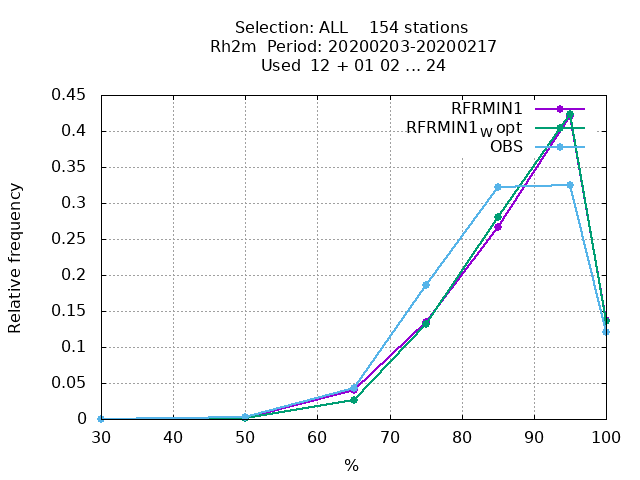 Selection: ALL    154 stations
Rh2m  Period: 20200203-20200217
Used  12 + 01 02 ... 24
0.45
0.4
0.35
0.3
0.25
0.2
0.15
0.1
0.05
0
Relative frequency
RFRMIN1
RFRMIN1W opt
OBS
30 40 50 60 70 80 90 100
%